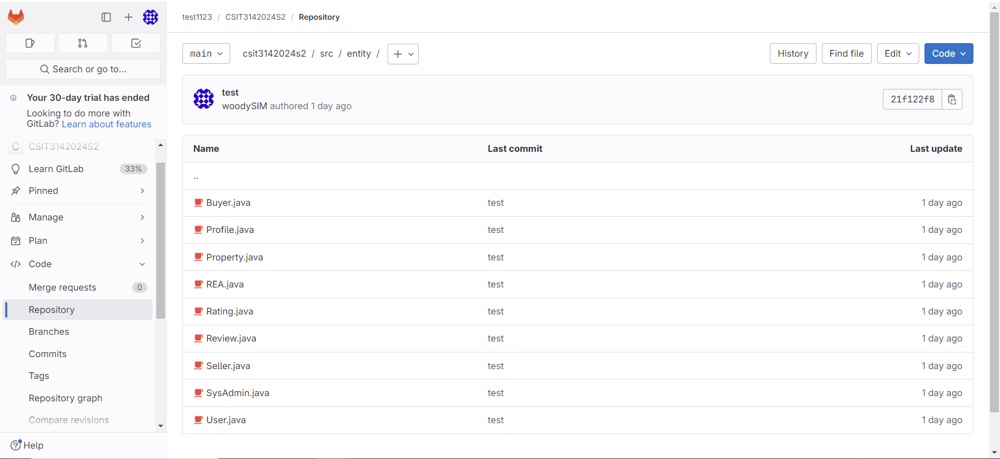 test1123 / CSIT3142024S2 / Repository
Search or go to...
Your 30-day trial has ended
Looking to do more with
GitLab? Learn about features
C CSIT3142024S2
Learn GitLab 33%
Pinned
Manage
Plan
Code
Merge requests 0
Repository
Branches
Commits
Tags
Repository graph
Compare revisions
Help
main csit3142024s2 / src / entity / + History Find file Edit Code
test
woodySIM authored 1 day ago
21f122f8
Name Last commit Last update
..
Buyer.java test 1 day ago
Profile.java test 1 day ago
Property.java test 1 day ago
REA.java test 1 day ago
Rating.java test 1 day ago
Review.java test 1 day ago
Seller.java test 1 day ago
SysAdmin.java test 1 day ago
User.java test 1 day ago